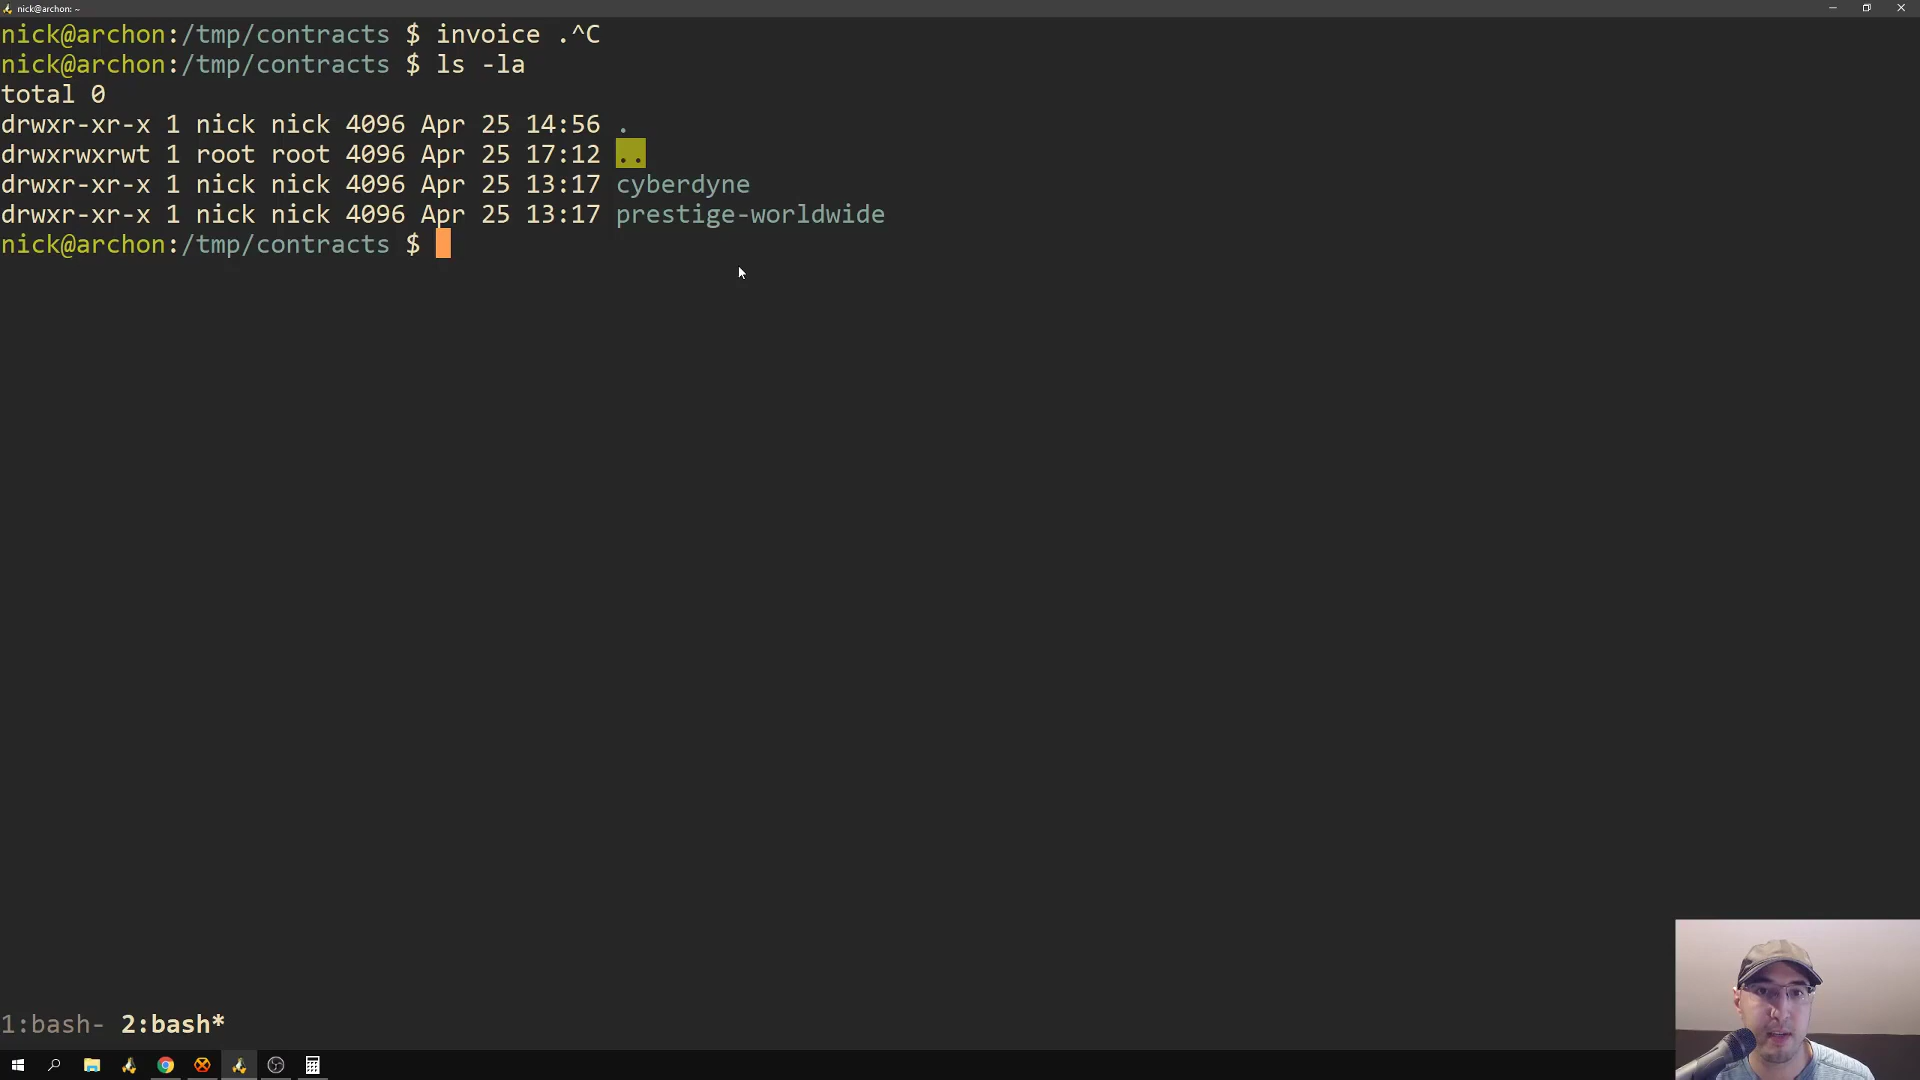 nick@archon: ~
nick@archon:/tmp/contracts $ invoice .^C
nick@archon:/tmp/contracts $ ls -la
total 0
drwxr-xr-x 1 nick nick 4096 Apr 25 14:56 .
drwxrwxrwt 1 root root 4096 Apr 25 17:12 ..
drwxr-xr-x 1 nick nick 4096 Apr 25 13:17 cyberdyne
drwxr-xr-x 1 nick nick 4096 Apr 25 13:17 prestige-worldwide
nick@archon:/tmp/contracts $
1:bash- 2:bash*